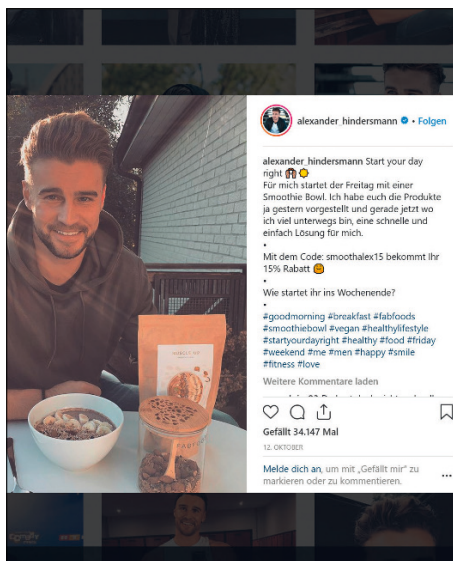 alexander_hindersmann • Folgen
alexander_hindersmann Start your day
right
Für mich startet der Freitag mit einer
Smoothie Bowl. Ich habe euch die Produkte
ja gestern vorgestellt und gerade jetzt wo
ich viel unterwegs bin, eine schnelle und
einfach Lösung für mich.
•
Mit dem Code: smoothalex15 bekommt Ihr
15% Rabatt
•
Wie startet ihr ins Wochenende?
•
#goodmorning #breakfast #fabfoods
#smoothiebowl #vegan #healthylifestyle
#startyourdayright #healthy #food #friday
#weekend #me #men #happy #smile
#fitness #love
Weitere Kommentare laden
Gefällt 34.147 Mal
12. OKTOBER
Melde dich an, um mit „Gefällt mir“ zu
markieren oder zu kommentieren.